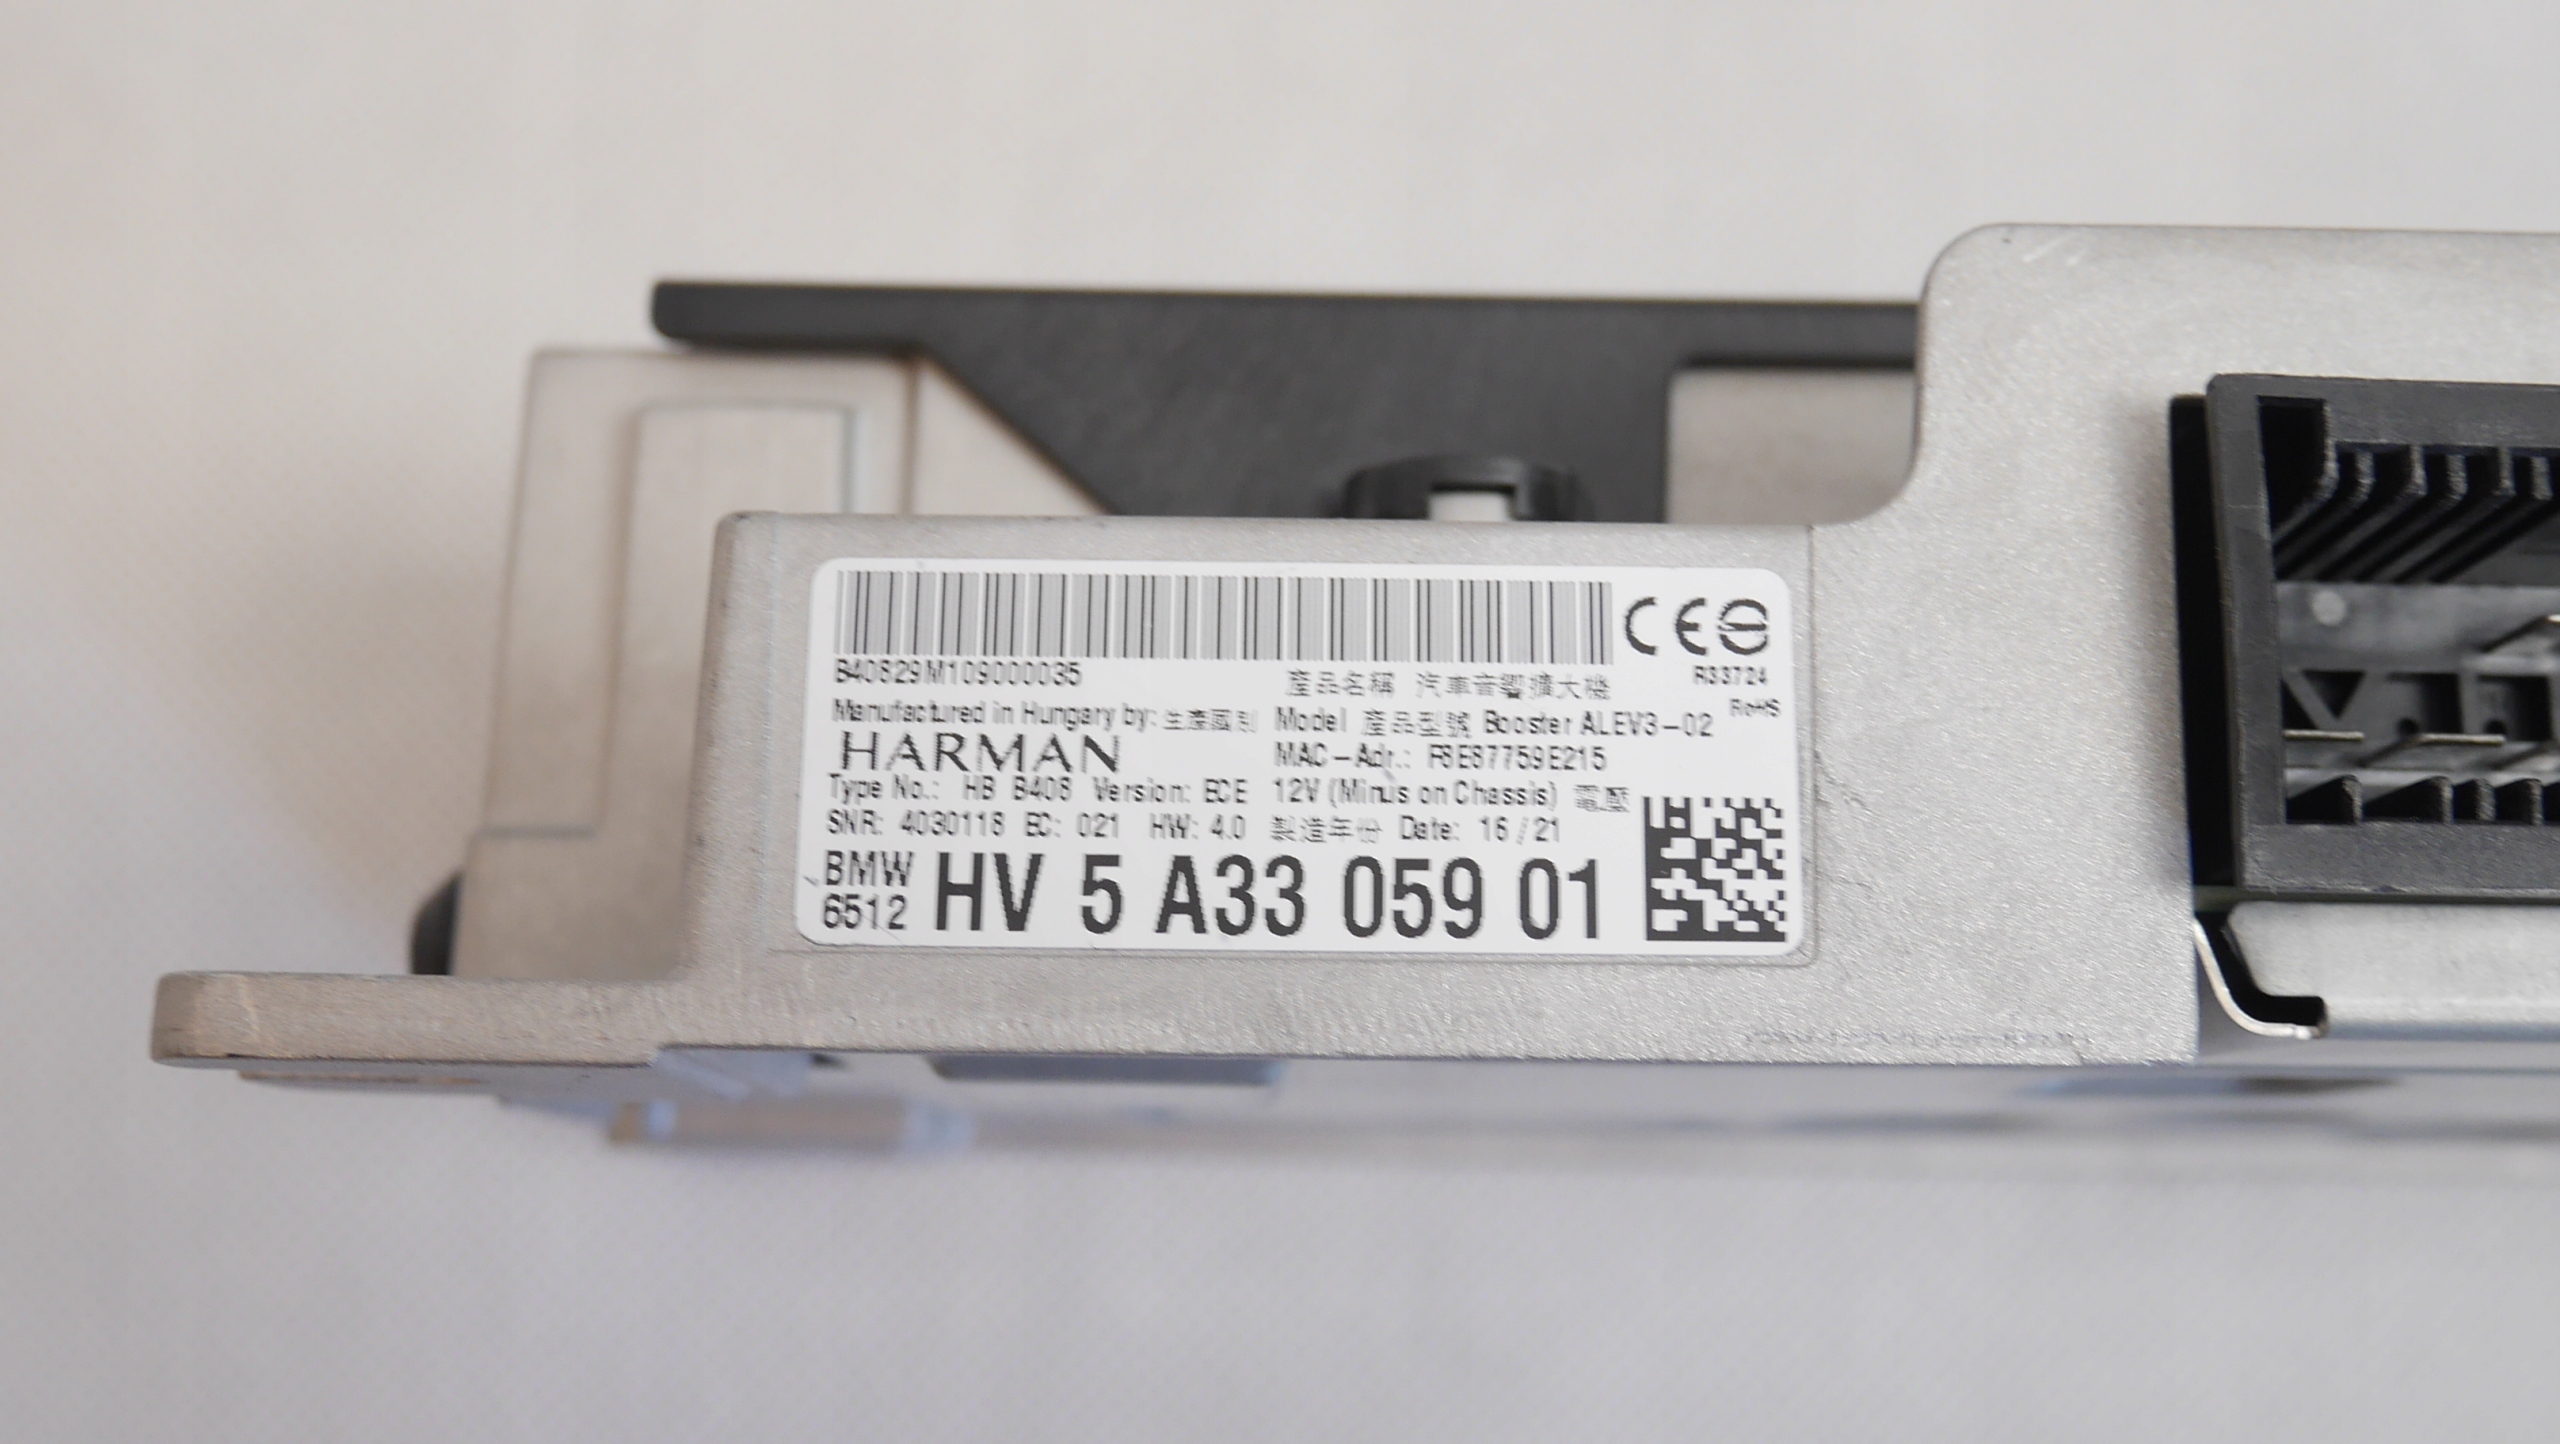 B40829M109000035
產品名稱 汽車音響擴大機
R33724
RoHS
Manufactured in Hungary by: 生產國別
Model 產品型號 Booster ALEV3-02
HARMAN
MAC-Adr.: F8E87759E215
Type No.: HB B408 Version: ECE
12V (Minus on Chassis) 電壓
SNR: 4030118 EC: 021 HW: 4.0
製造年份 Date: 16/21
BMW
6512
HV 5 A33 059 01